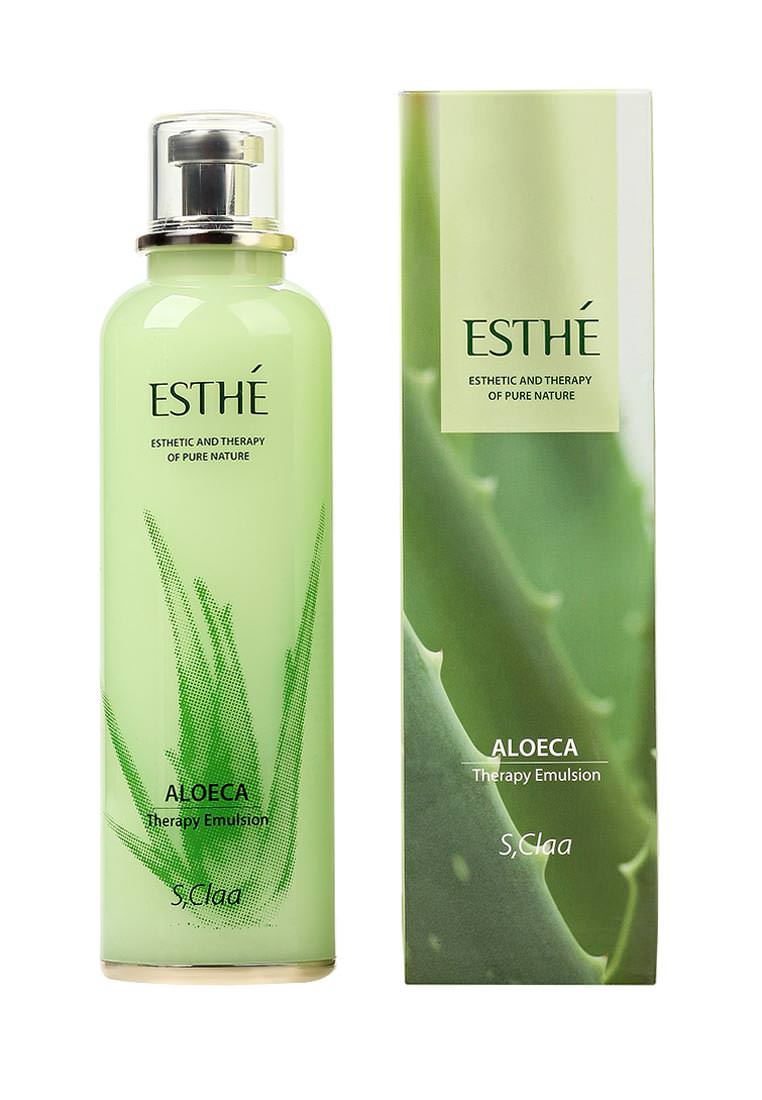 ESTHÉ
ESTHETIC AND THERAPY
OF PURE NATURE
ALOECA
Therapy Emulsion
S,Claa
ESTHÉ
ESTHETIC AND THERAPY
OF PURE NATURE
ALOECA
Therapy Emulsion
S,Claa